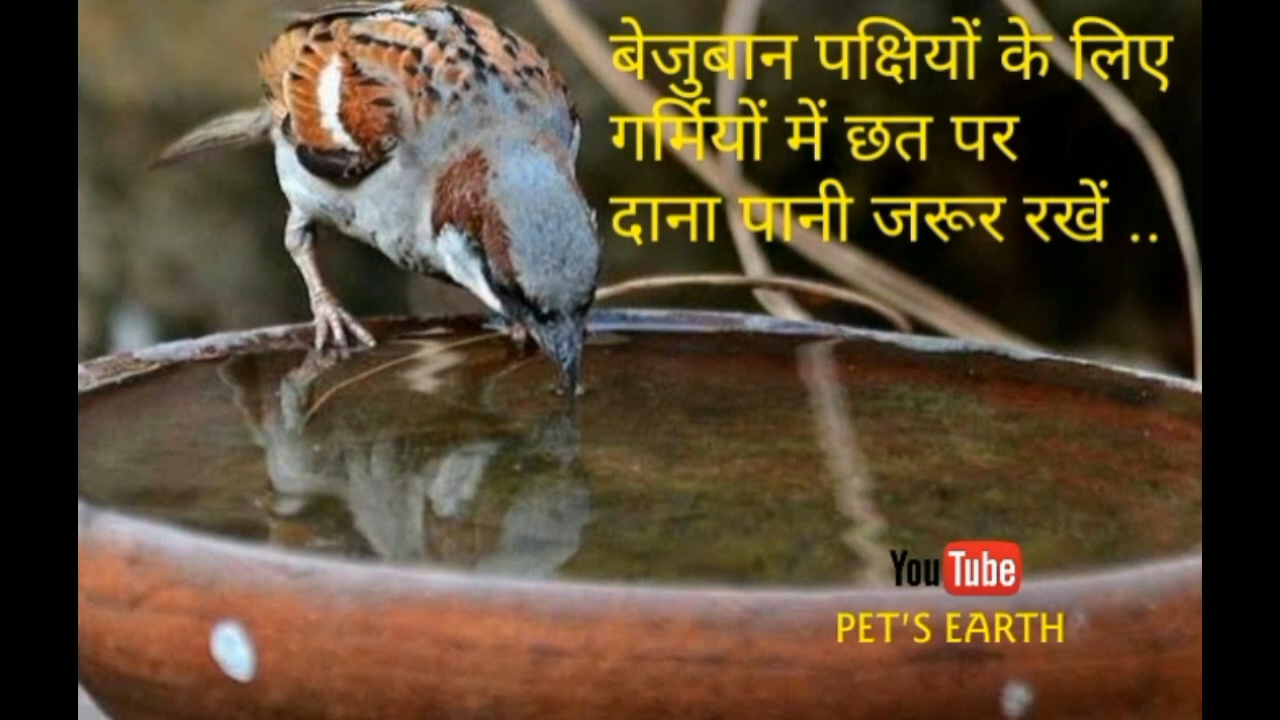 बेजुबान पक्षियों के लिए
गर्मियों में छत पर
दाना पानी जरूर रखें ..
YouTube
PET'S EARTH